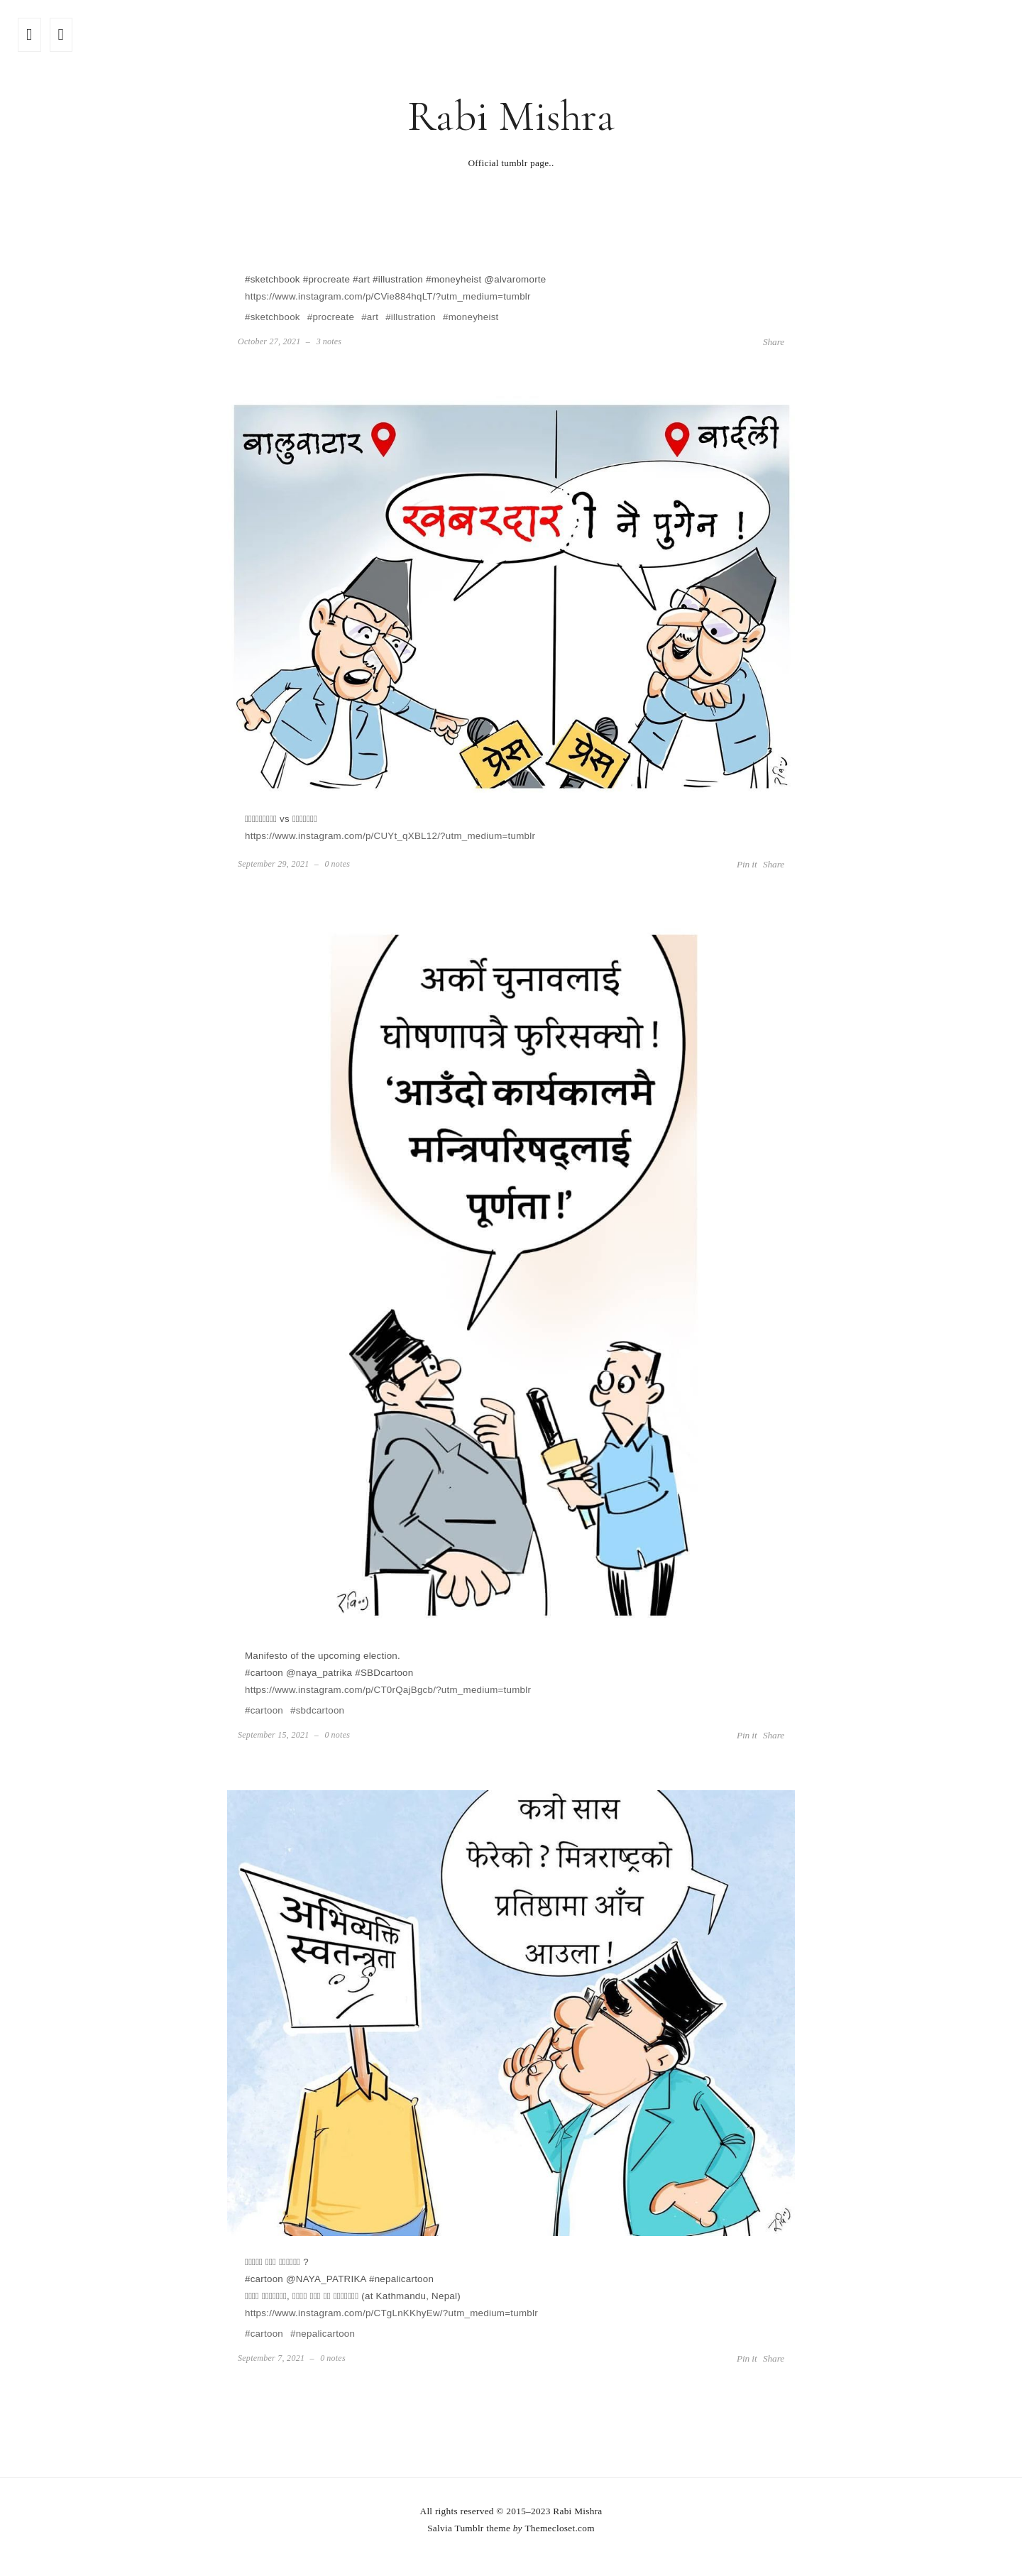 Rabi Mishra
Official tumblr page..
#sketchbook #procreate #art #illustration #moneyheist @alvaromorte
https://www.instagram.com/p/CVie884hqLT/?utm_medium=tumblr
#sketchbook #procreate #art #illustration #moneyheist
October 27, 2021 – 3 notes
Share
बालुवाटार
बार्दली
खबरदारी नै पुगेन !
प्रेस
प्रेस
vs
https://www.instagram.com/p/CUYt_qXBL12/?utm_medium=tumblr
September 29, 2021 – 0 notes
Pin it Share
अर्को चुनावलाई
घोषणापत्रै फुरिसक्यो !
‘आउँदो कार्यकालमै
मन्त्रिपरिषद्लाई
पूर्णता !’
Manifesto of the upcoming election.
#cartoon @naya_patrika #SBDcartoon
https://www.instagram.com/p/CT0rQajBgcb/?utm_medium=tumblr
#cartoon #sbdcartoon
September 15, 2021 – 0 notes
Pin it Share
कत्रो सास
फेरेको ? मित्रराष्ट्रको
प्रतिष्ठामा आँच
आउला !
अभिव्यक्ति
स्वतन्त्रता
?
#cartoon @NAYA_PATRIKA #nepalicartoon
(at Kathmandu, Nepal)
https://www.instagram.com/p/CTgLnKKhyEw/?utm_medium=tumblr
#cartoon #nepalicartoon
September 7, 2021 – 0 notes
Pin it Share
All rights reserved © 2015–2023 Rabi Mishra
Salvia Tumblr theme by Themecloset.com